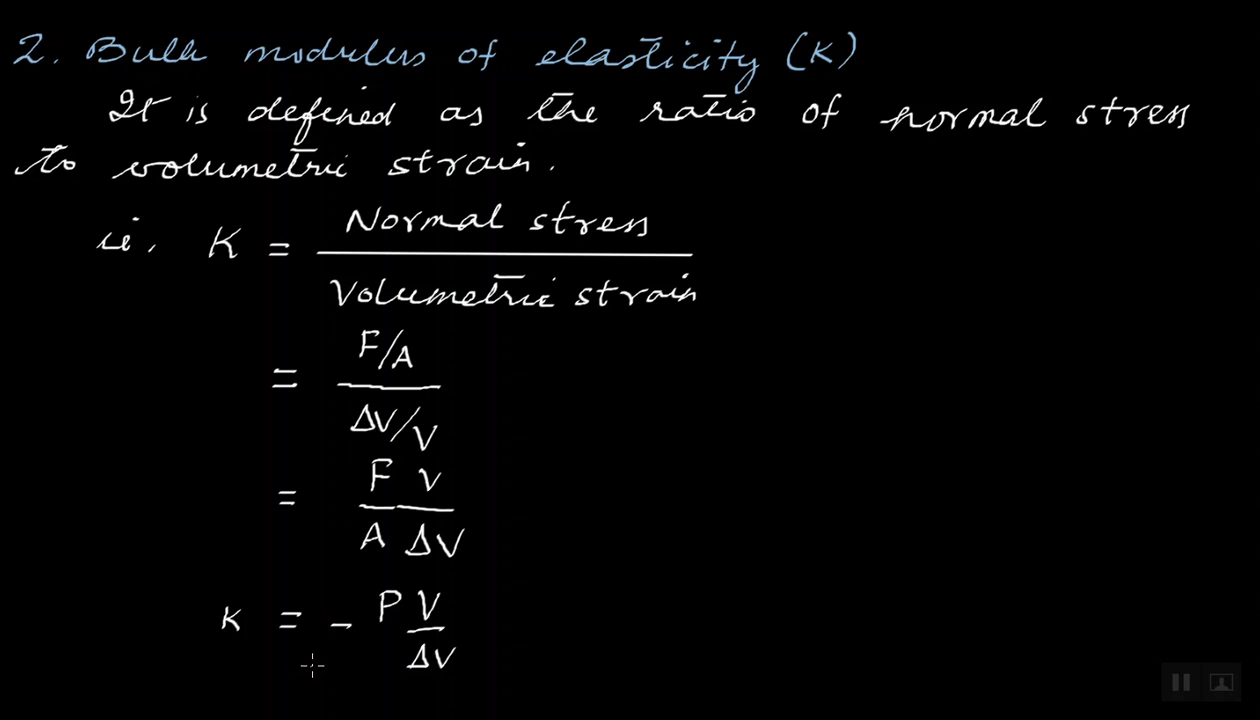 2. Bulk modulus of elasticity (K)
It is defined as the ratio of normal stress
to volumetric strain.
ie. K = Normal stress
Volumetric strain
= F/A
ΔV/V
= F V
A ΔV
K = - P V
ΔV